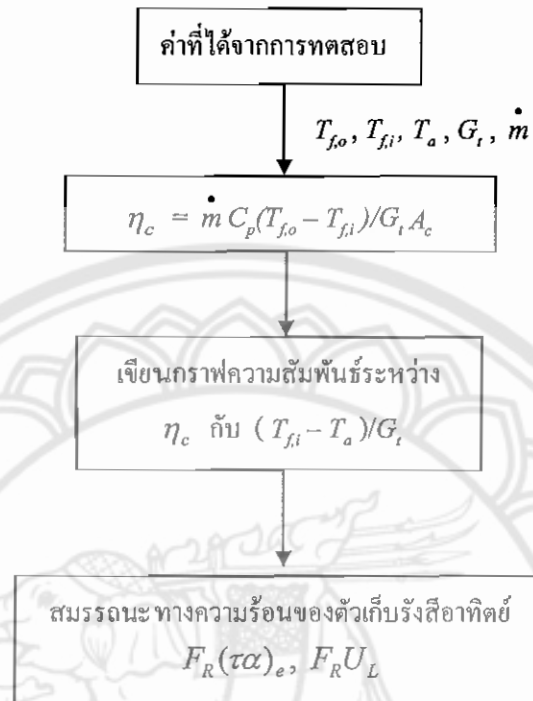 ค่าที่ได้จากการทดสอบ
T_{f,o}, T_{f,i}, T_a, G_t, ṁ
η_c = ṁ C_p(T_{f,o} − T_{f,i})/G_t A_c
เขียนกราฟความสัมพันธ์ระหว่าง
η_c กับ (T_{f,i} − T_a)/G_t
สมรรถนะทางความร้อนของตัวเก็บรังสีอาทิตย์
F_R(τα)_e, F_R U_L